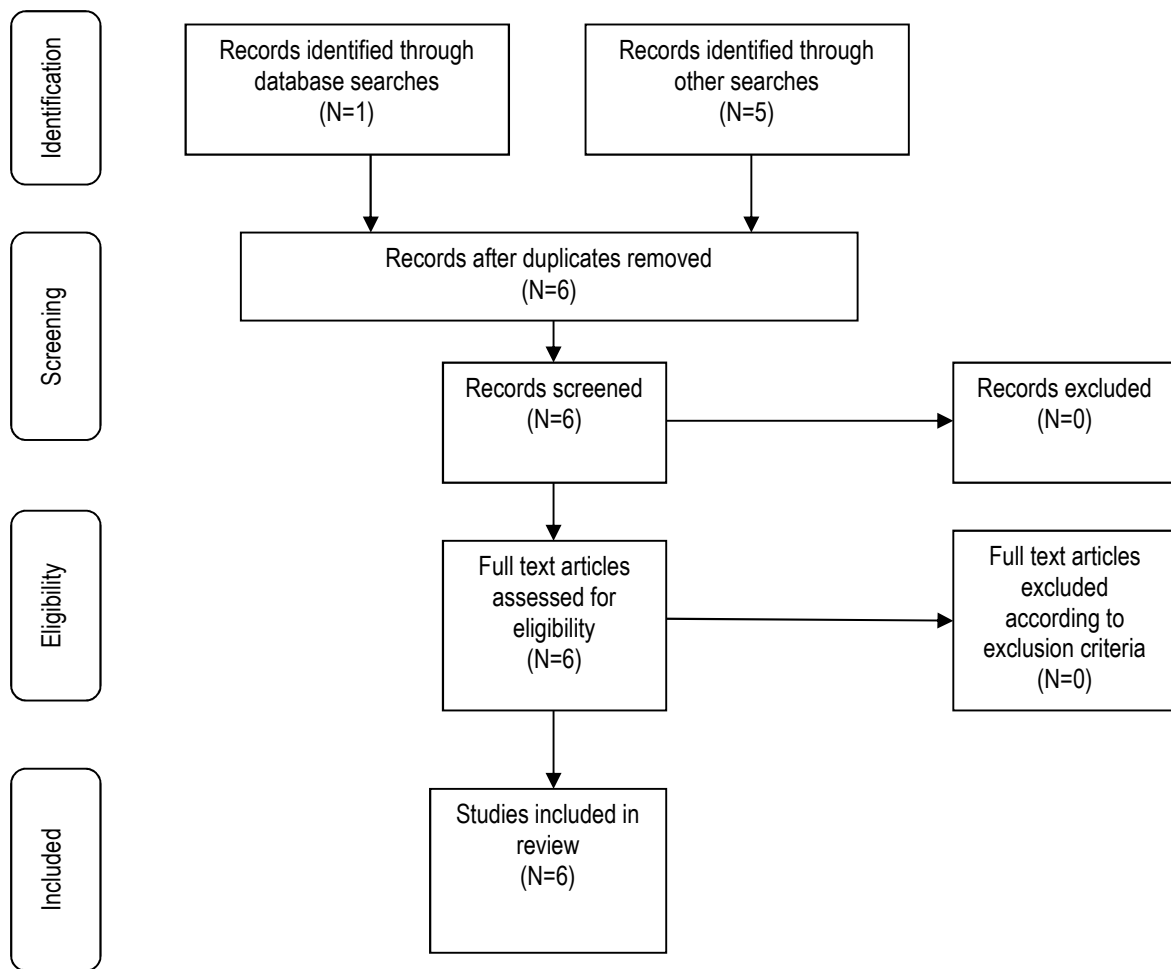 Identification
Records identified through
database searches
(N=1)
Records identified through
other searches
(N=5)
Screening
Records after duplicates removed
(N=6)
Records screened
(N=6)
Records excluded
(N=0)
Eligibility
Full text articles
assessed for
eligibility
(N=6)
Full text articles
excluded
according to
exclusion criteria
(N=0)
Included
Studies included in
review
(N=6)